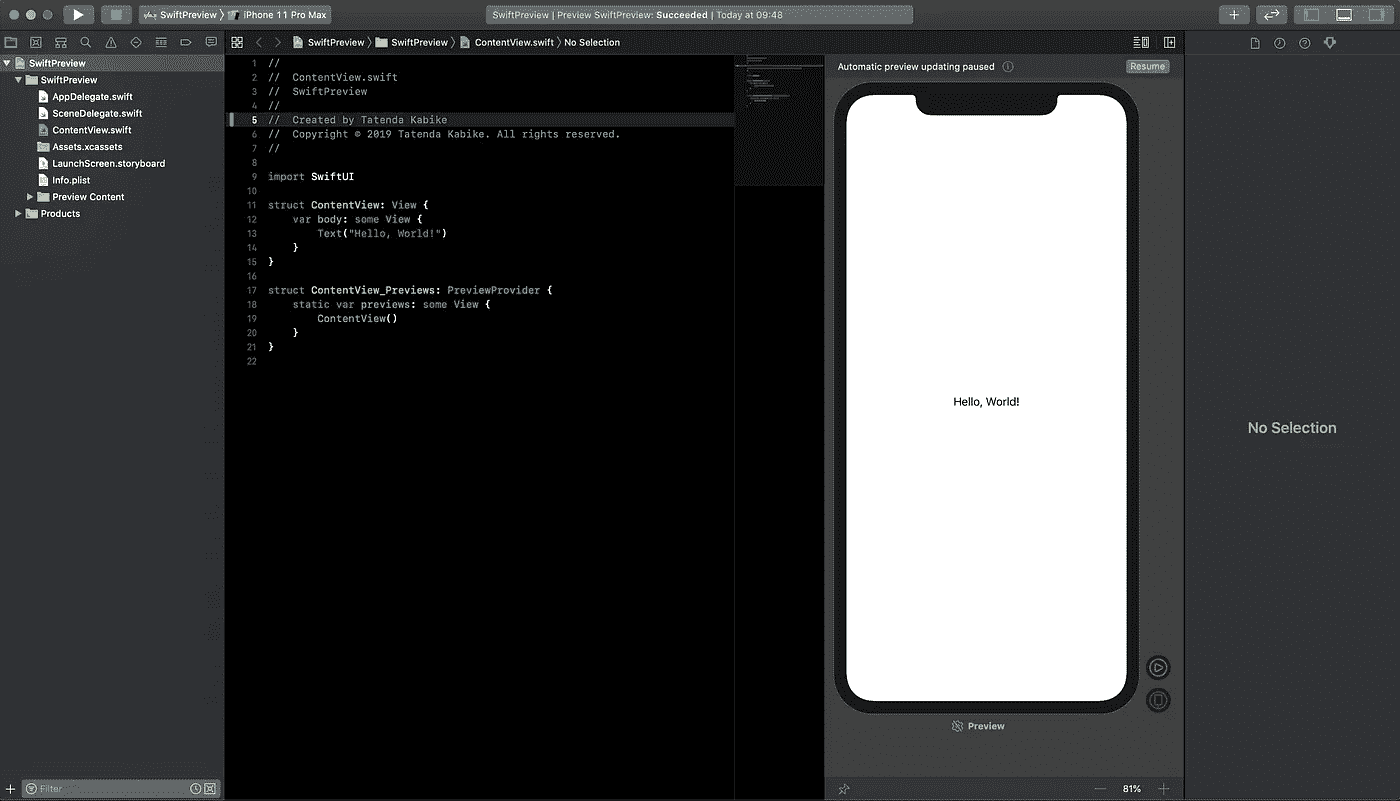 SwiftPreview iPhone 11 Pro Max
SwiftPreview | Preview SwiftPreview: Succeeded | Today at 09:48
SwiftPreview
SwiftPreview
AppDelegate.swift
SceneDelegate.swift
ContentView.swift
Assets.xcassets
LaunchScreen.storyboard
Info.plist
Preview Content
Products
Filter
SwiftPreview SwiftPreview ContentView.swift No Selection
1 //
2 //  ContentView.swift
3 //  SwiftPreview
4 //
5 //  Created by Tatenda Kabike
6 //  Copyright © 2019 Tatenda Kabike. All rights reserved.
7 //
8
9 import SwiftUI
10
11 struct ContentView: View {
12     var body: some View {
13         Text("Hello, World!")
14     }
15 }
16
17 struct ContentView_Previews: PreviewProvider {
18     static var previews: some View {
19         ContentView()
20     }
21 }
22
Automatic preview updating paused
Resume
Hello, World!
Preview
81%
No Selection